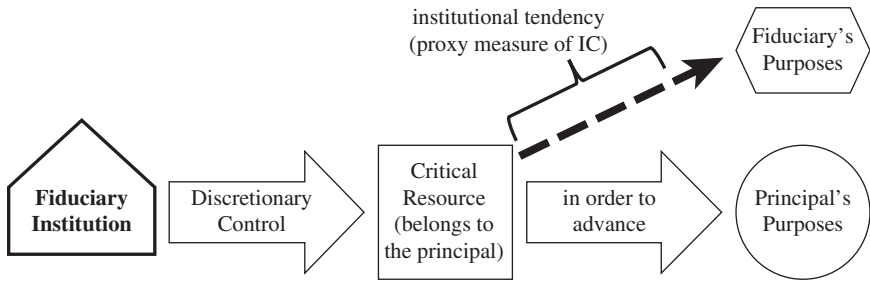 institutional tendency
(proxy measure of IC)
Fiduciary's
Purposes
Fiduciary
Institution
Discretionary
Control
Critical
Resource
(belongs to
the principal)
in order to
advance
Principal's
Purposes